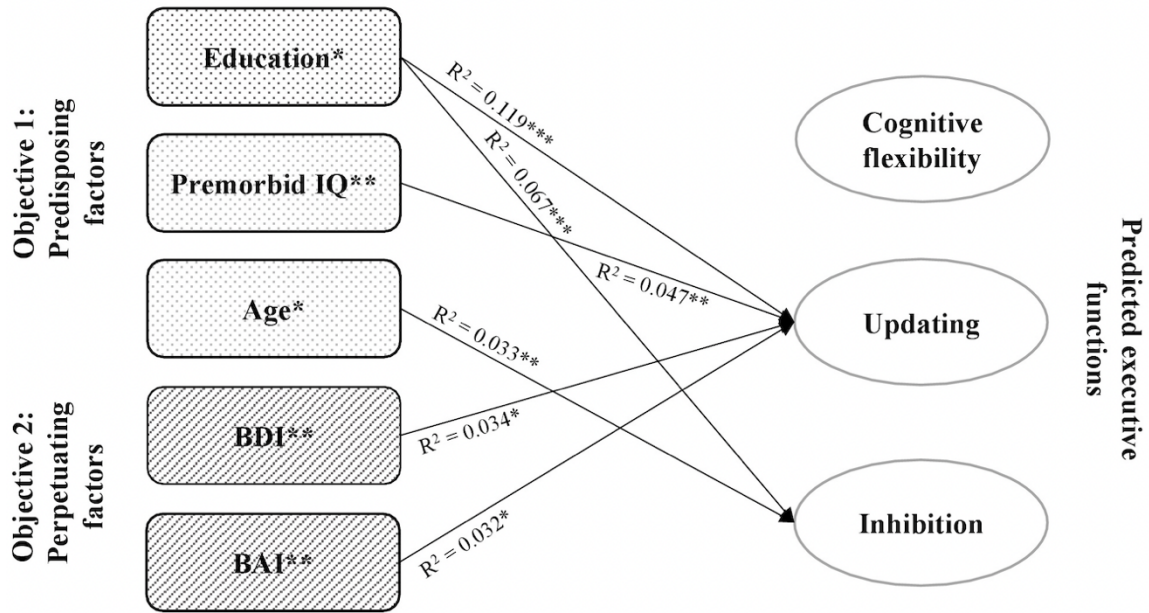 Objective 1:
Predisposing
factors
Objective 2:
Perpetuating
factors
Education*
Premorbid IQ**
Age*
BDI**
BAI**
R² = 0.119***
R² = 0.067***
R² = 0.047**
R² = 0.033**
R² = 0.034*
R² = 0.032*
Cognitive
flexibility
Updating
Inhibition
Predicted executive
functions